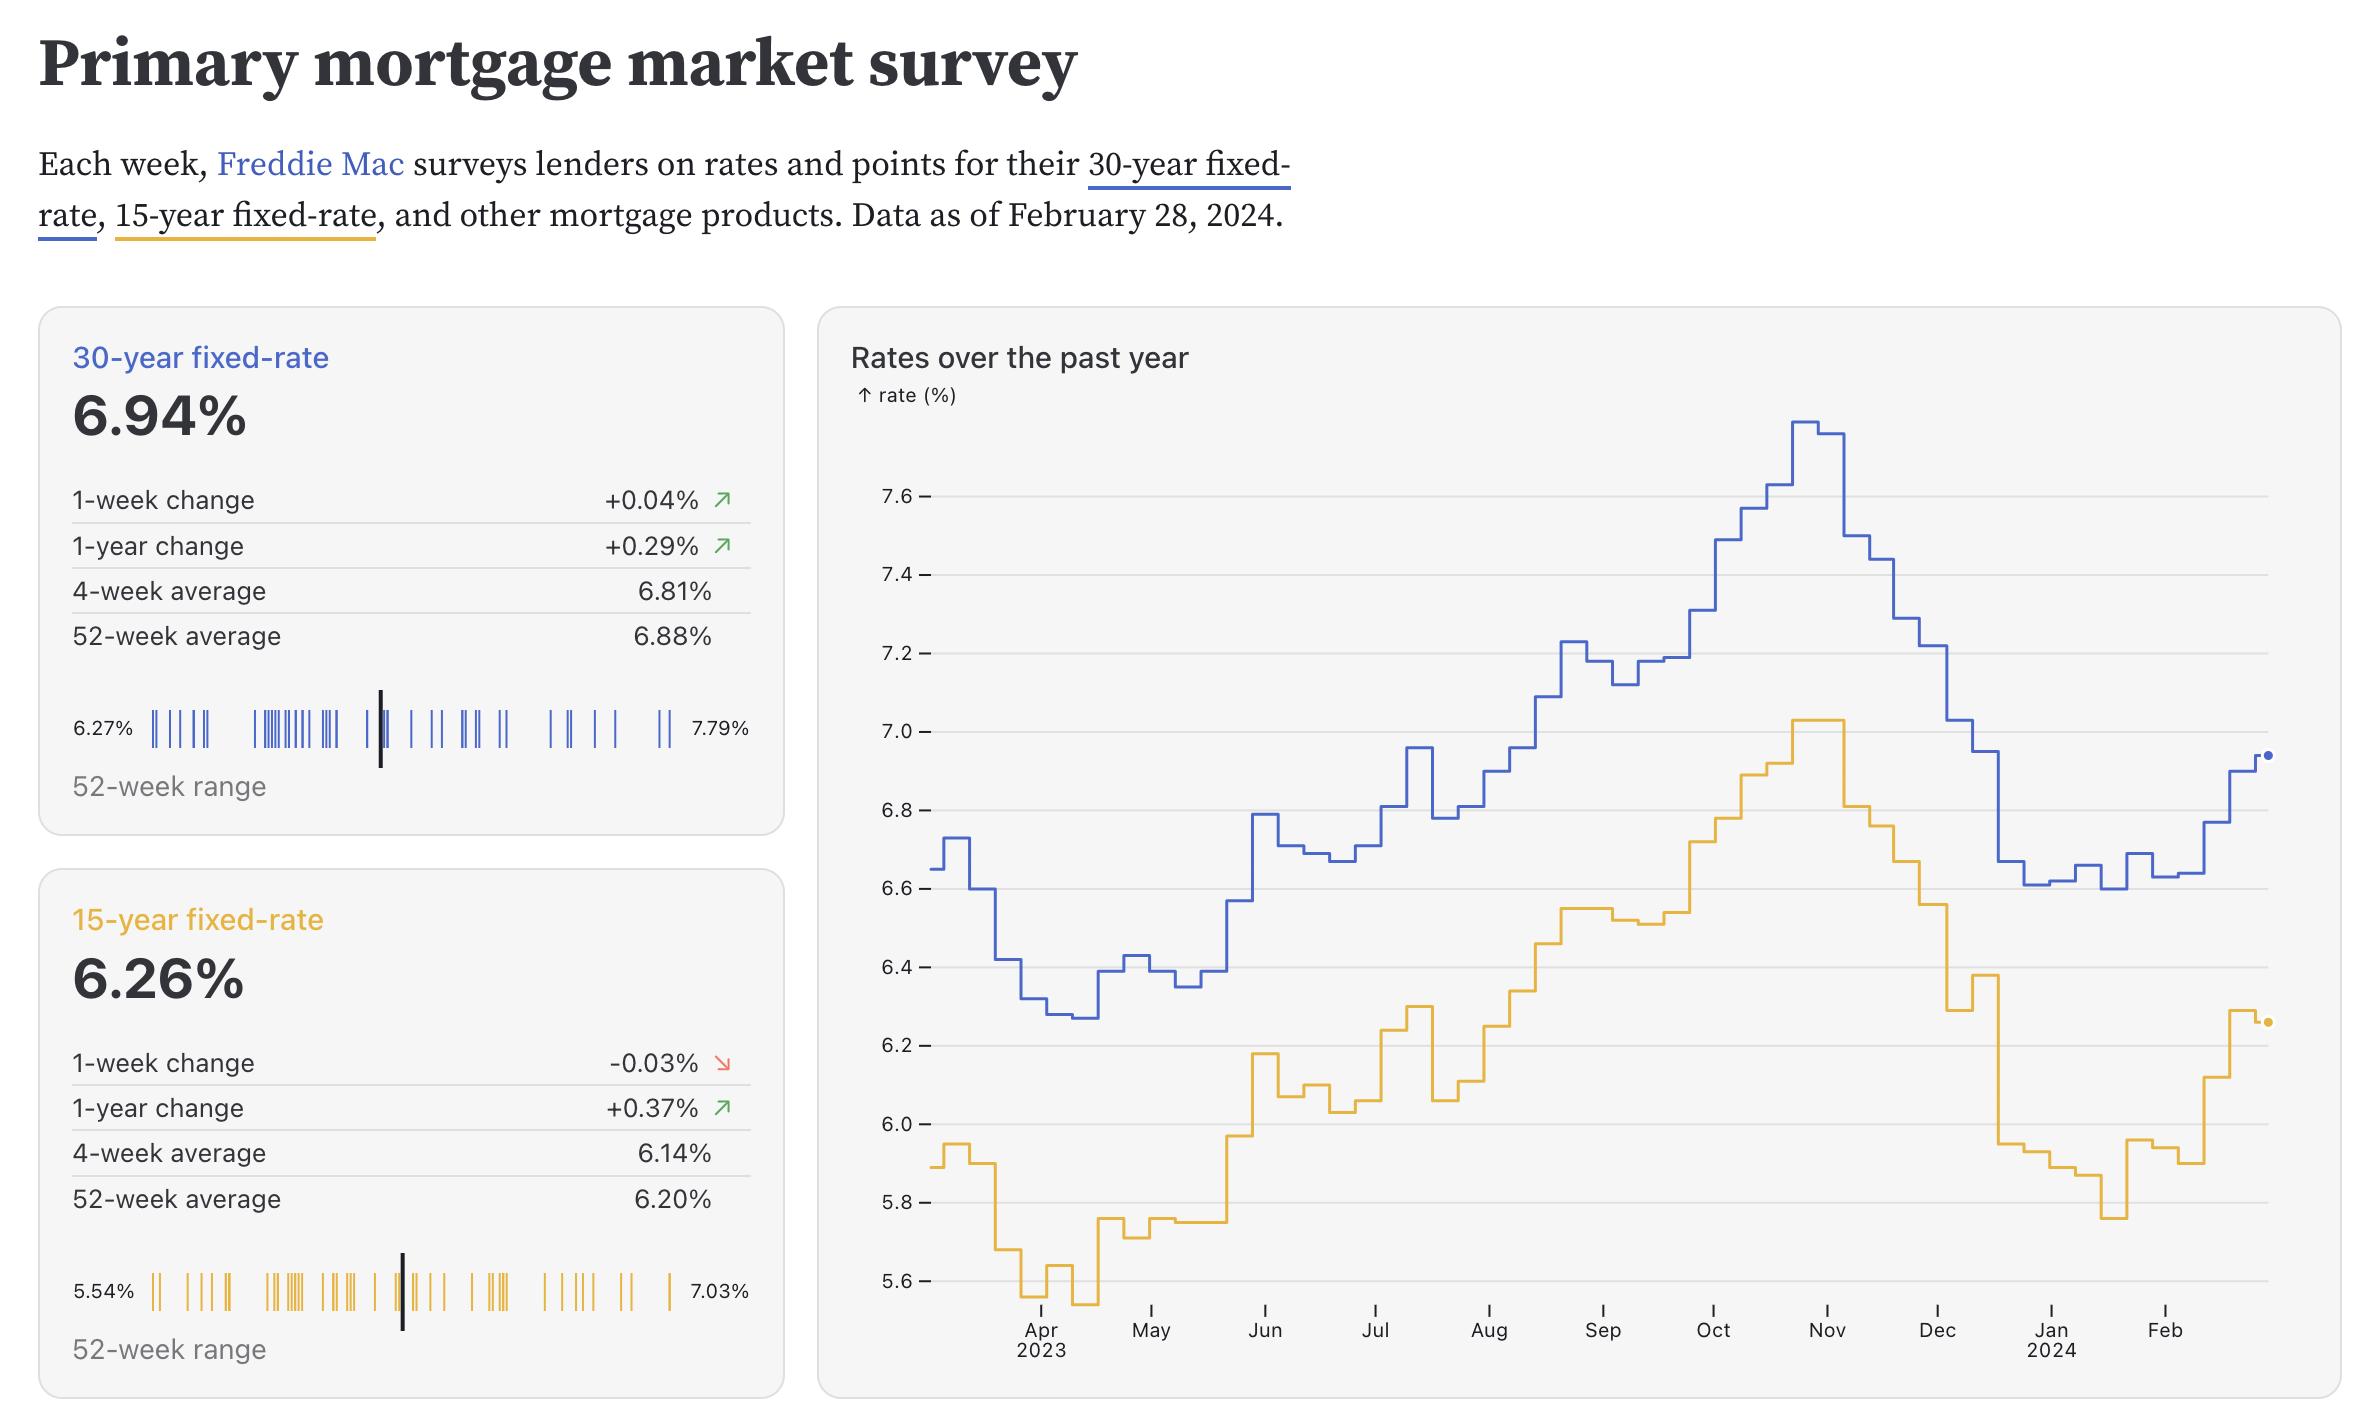 Primary mortgage market survey
Each week, Freddie Mac surveys lenders on rates and points for their 30-year fixed-
rate, 15-year fixed-rate, and other mortgage products. Data as of February 28, 2024.
30-year fixed-rate
6.94%
1-week change +0.04% ↗
1-year change +0.29% ↗
4-week average 6.81%
52-week average 6.88%
6.27% 7.79%
52-week range
15-year fixed-rate
6.26%
1-week change -0.03% ↘
1-year change +0.37% ↗
4-week average 6.14%
52-week average 6.20%
5.54% 7.03%
52-week range
Rates over the past year
↑ rate (%)
7.6
7.4
7.2
7.0
6.8
6.6
6.4
6.2
6.0
5.8
5.6
Apr May Jun Jul Aug Sep Oct Nov Dec Jan Feb
2023 2024